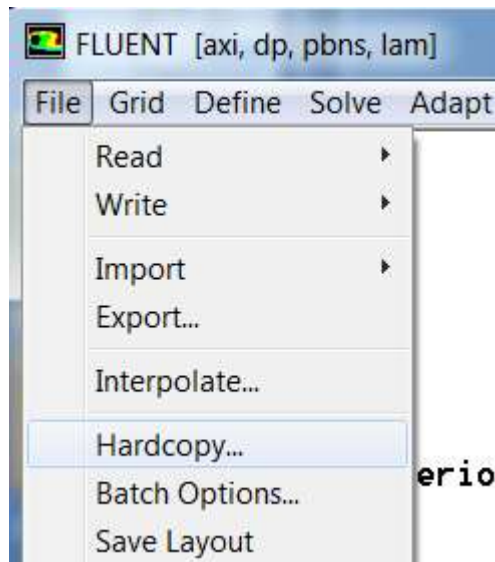 FLUENT [axi, dp, pbns, lam]
File Grid Define Solve Adapt
Read
Write
Import
Export...
Interpolate...
Hardcopy...
erio
Batch Options...
Save Layout